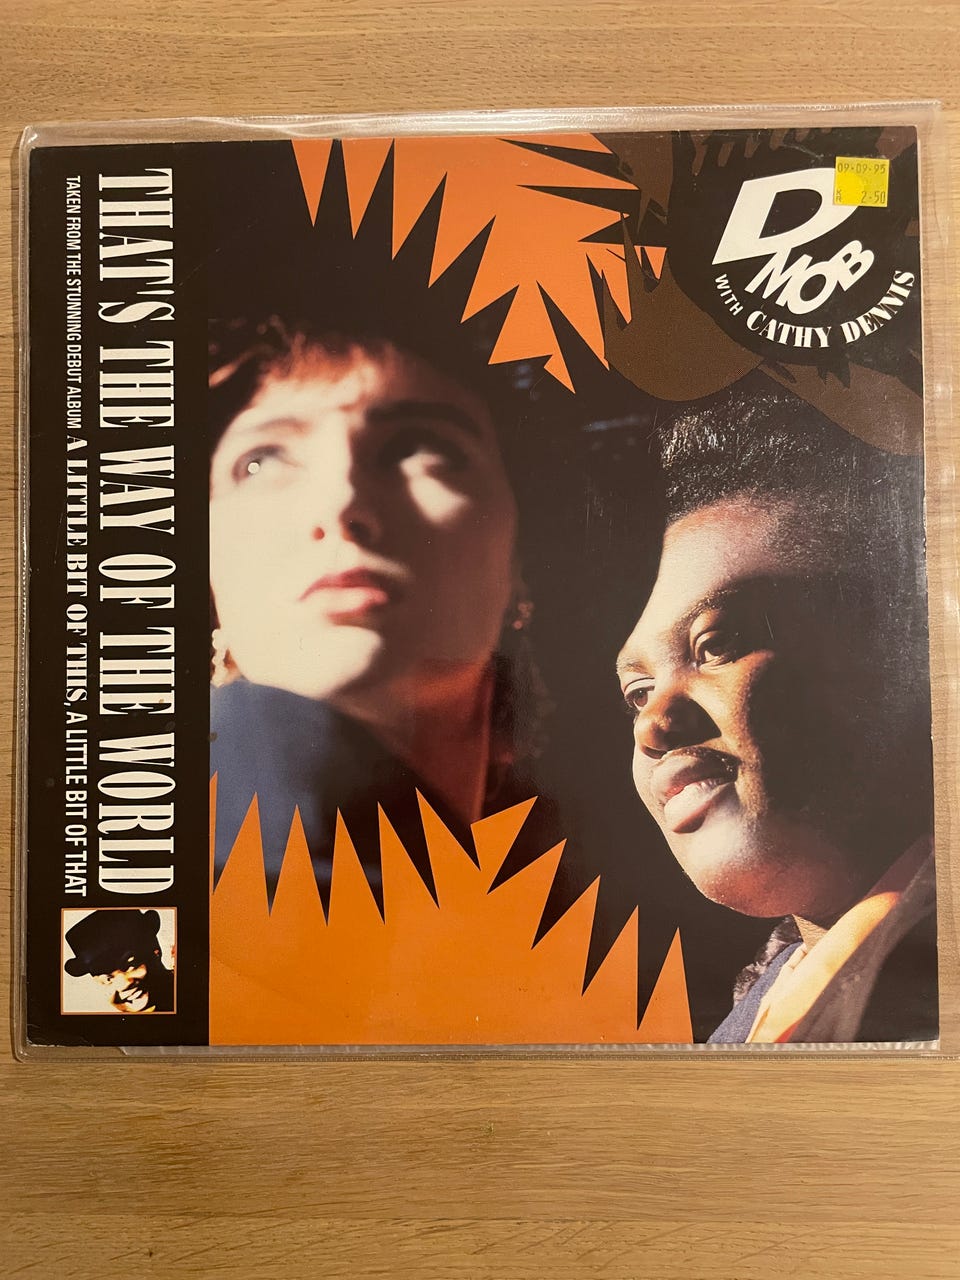 09·09·95
2·50
D
MOB
WITH CATHY DENNIS
THAT'S THE WAY OF THE WORLD
TAKEN FROM THE STUNNING DEBUT ALBUM A LITTLE BIT OF THIS, A LITTLE BIT OF THAT